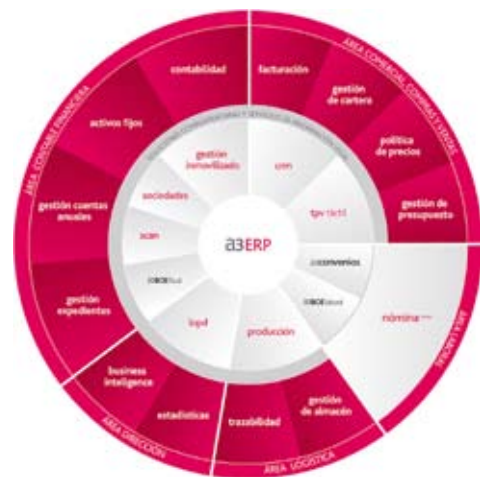 ÁREA CONTABLE FINANCIERA
contabilidad
activos fijos
gestión cuentas
anuales
gestión
expedientes
ÁREA COMERCIAL, COMPRAS Y VENTAS
facturación
gestión
de cartera
política
de precios
gestión de
presupuesto
ÁREA LABORAL
nómina
ÁREA LOGÍSTICA
gestión
de almacén
trazabilidad
ÁREA DIRECCIÓN
estadísticas
business
inteligence
gestión
inmovilizado
crm
tpv
a3convenios
producción
scan
sociedades
a3ERP